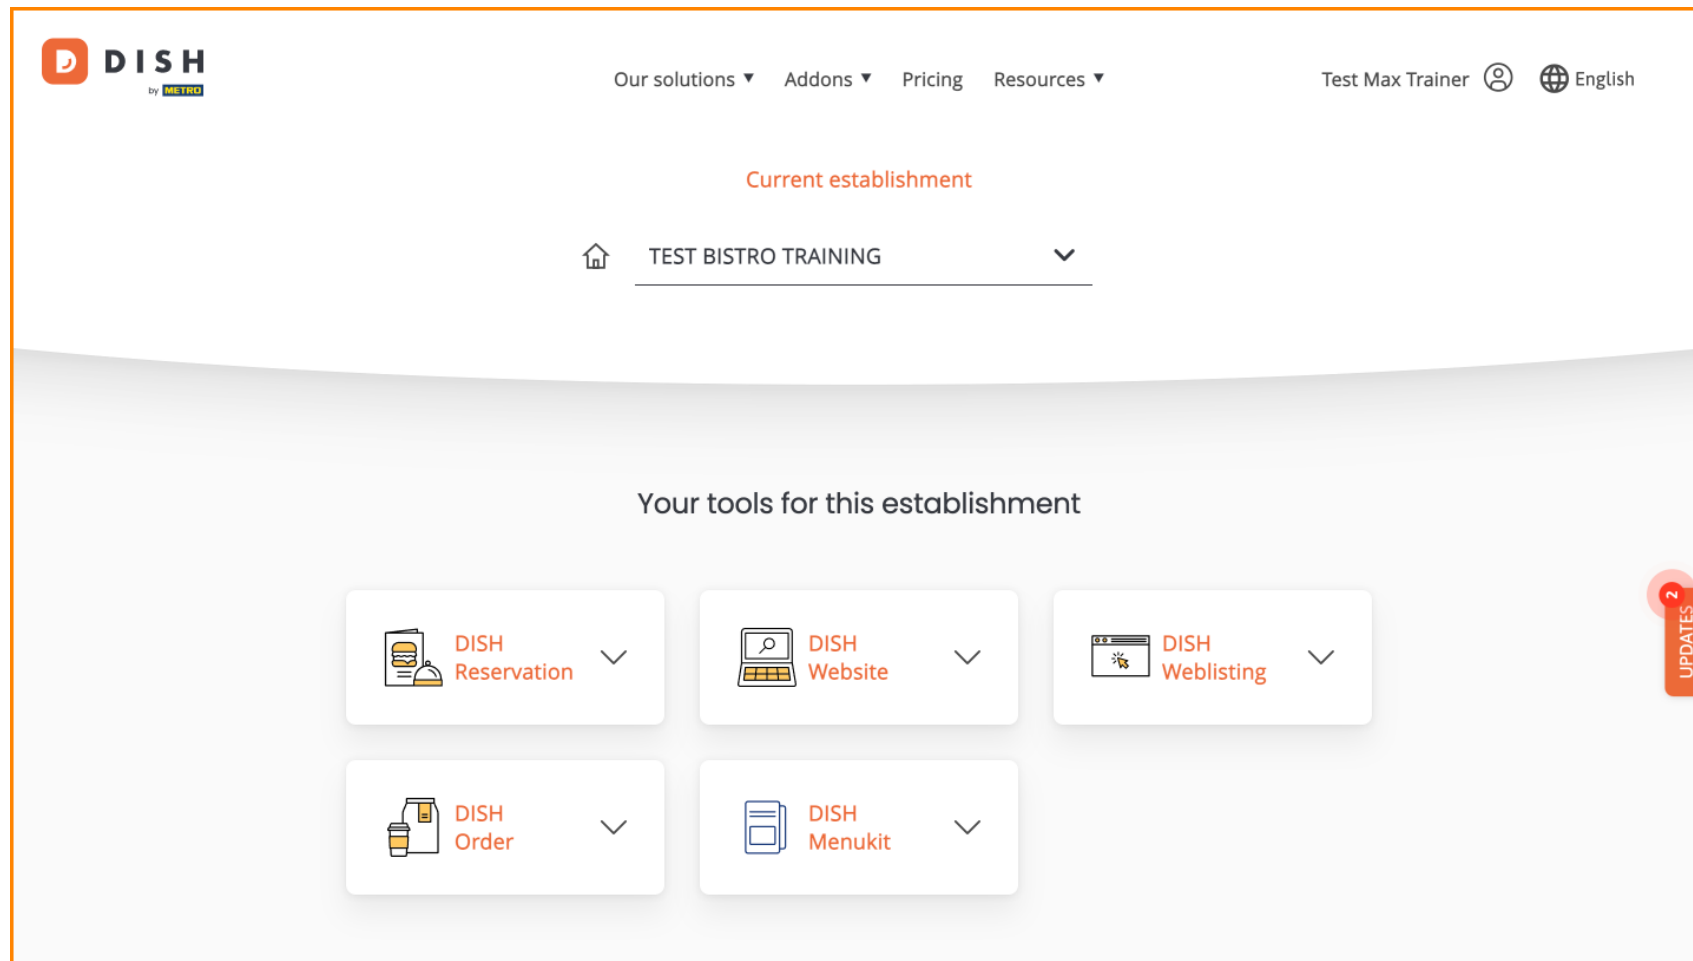 D DISH
by METRO
Our solutions ▼ Addons ▼ Pricing Resources ▼
Test Max Trainer English
Current establishment
TEST BISTRO TRAINING
Your tools for this establishment
DISH
Reservation
DISH
Website
DISH
Weblisting
2
UPDATES
DISH
Order
DISH
Menukit